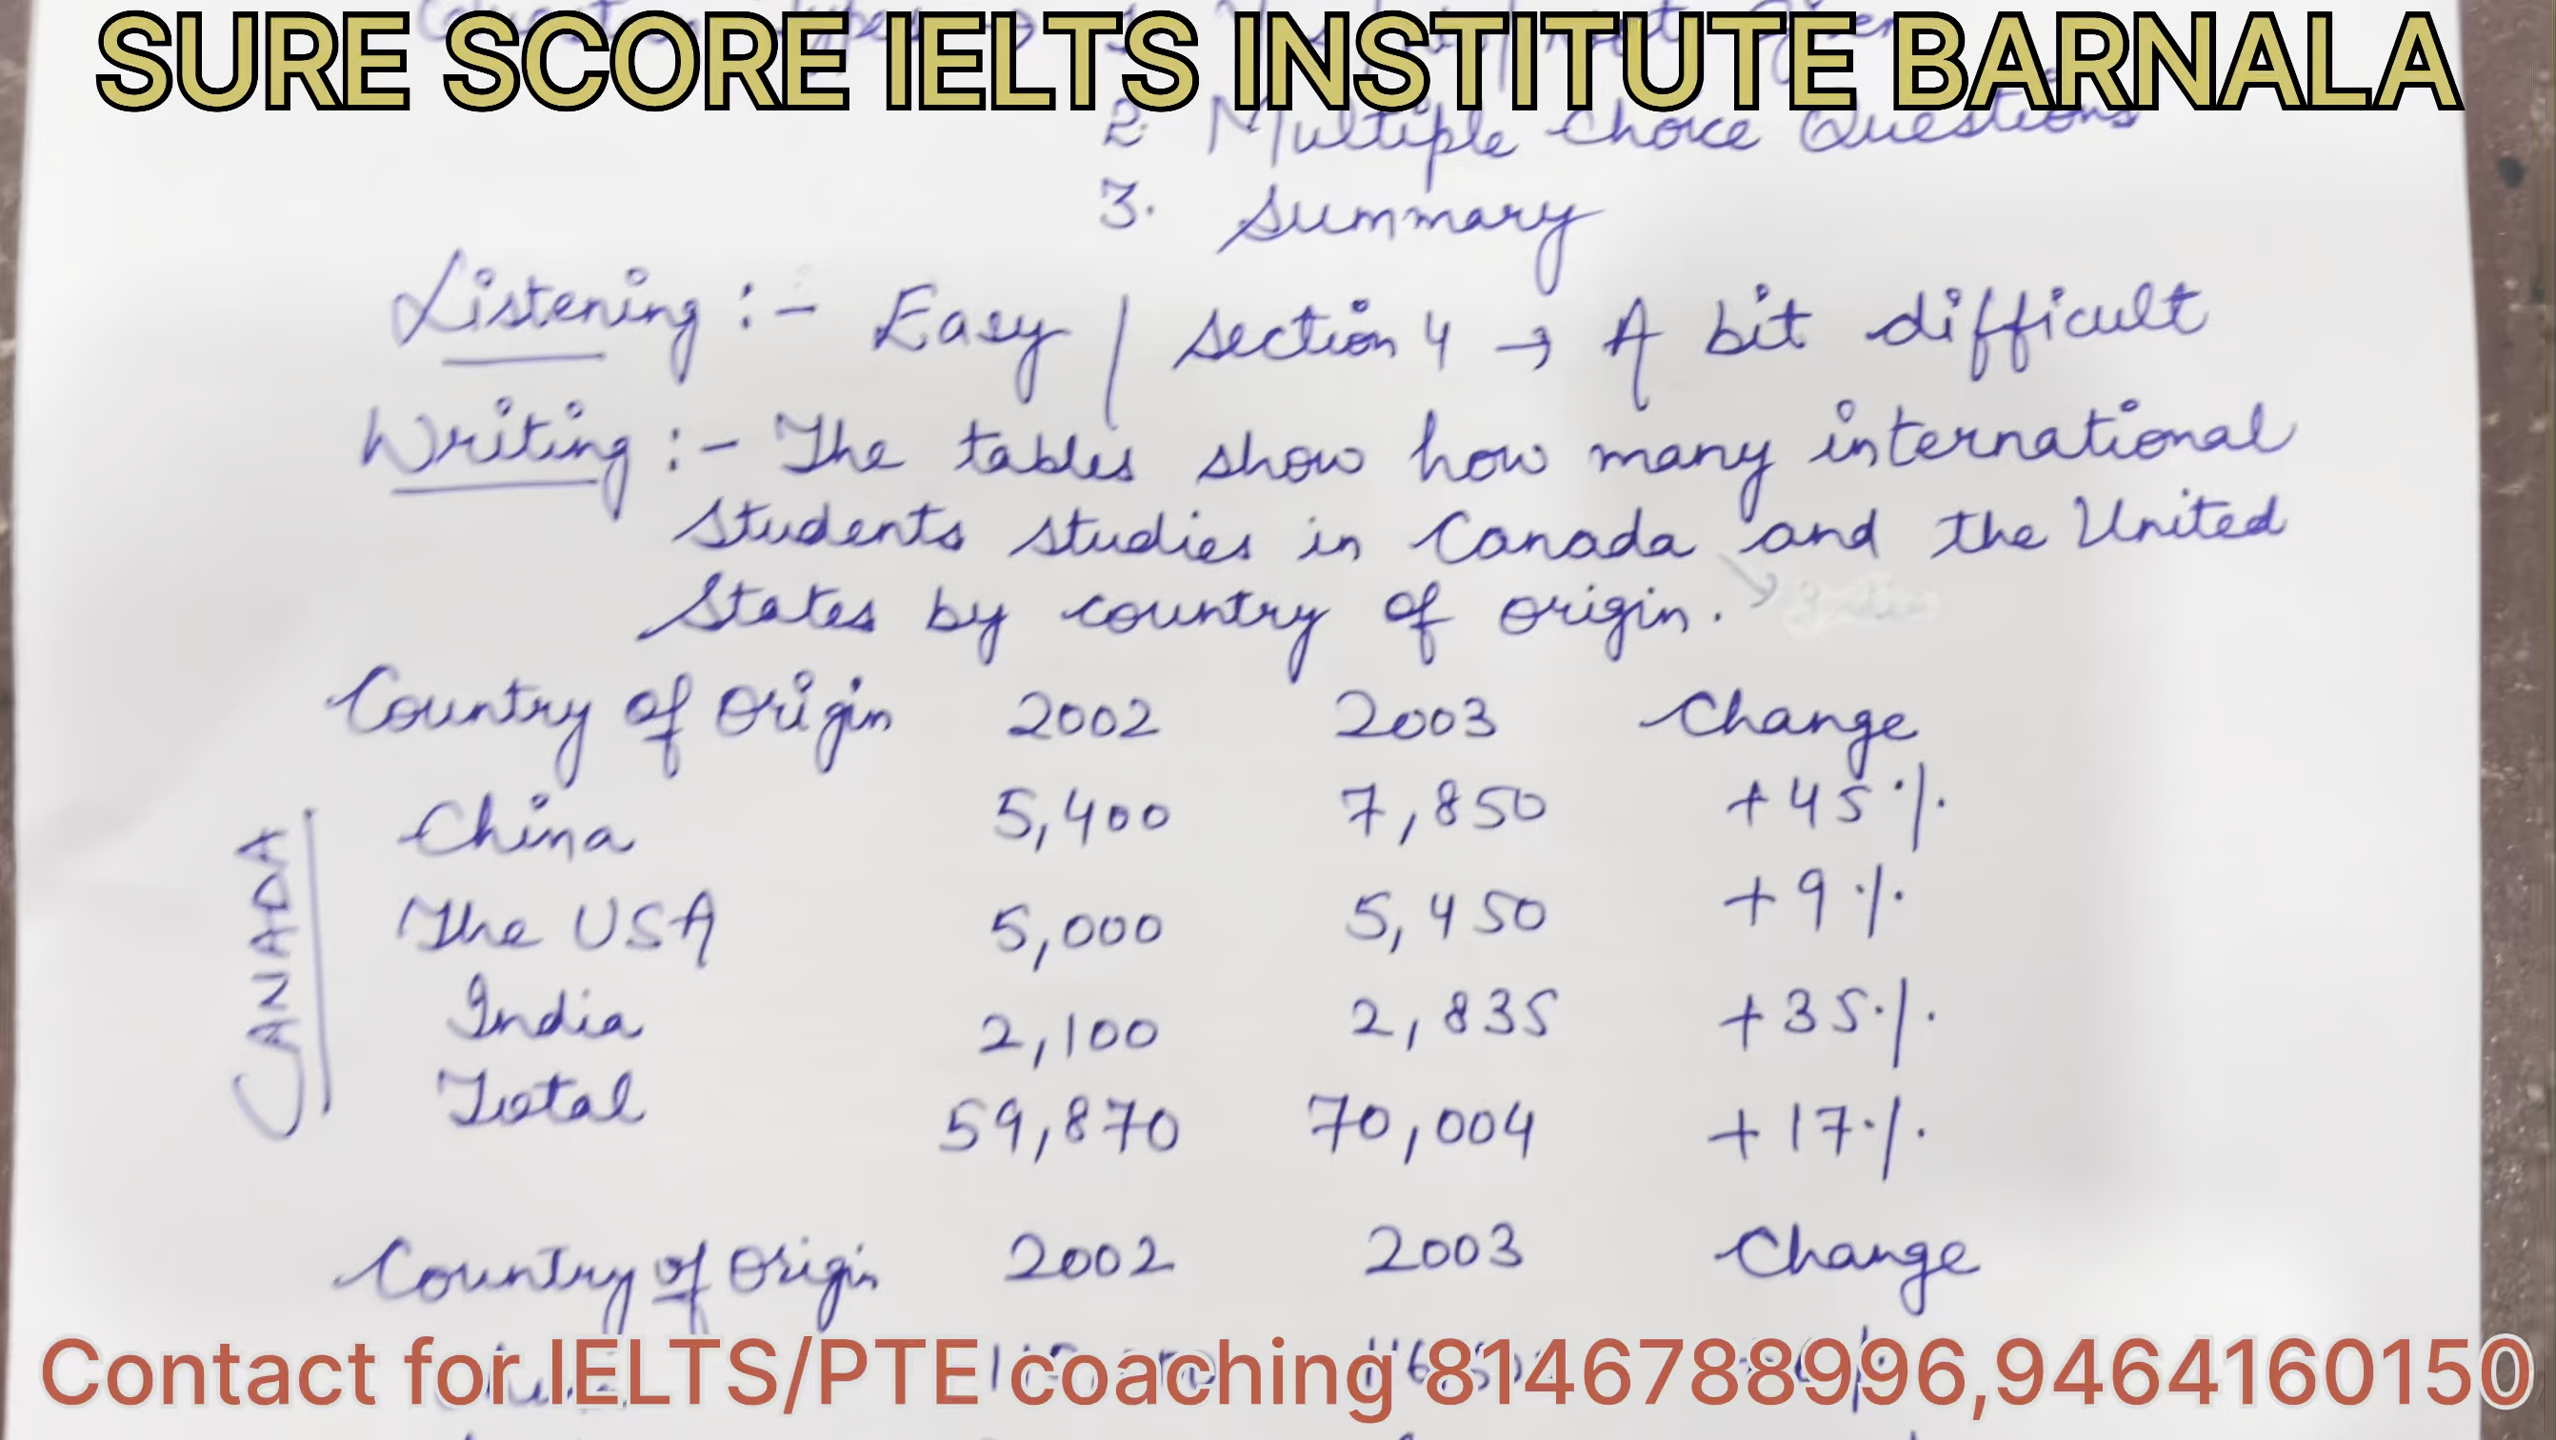 SURE SCORE IELTS INSTITUTE BARNALA
2. Multiple Choice Questions
3. Summary
Listening :- Easy / Section 4 → A bit difficult
Writing :- The tables show how many international
students studies in Canada and the United
States by country of origin.
Country of Origin 2002 2003 Change
CANADA
China 5,400 7,850 +45%
The USA 5,000 5,450 +9%
India 2,100 2,835 +35%
Total 59,870 70,004 +17%
Country of Origin 2002 2003 Change
Contact for IELTS/PTE coaching 8146788996,9464160150